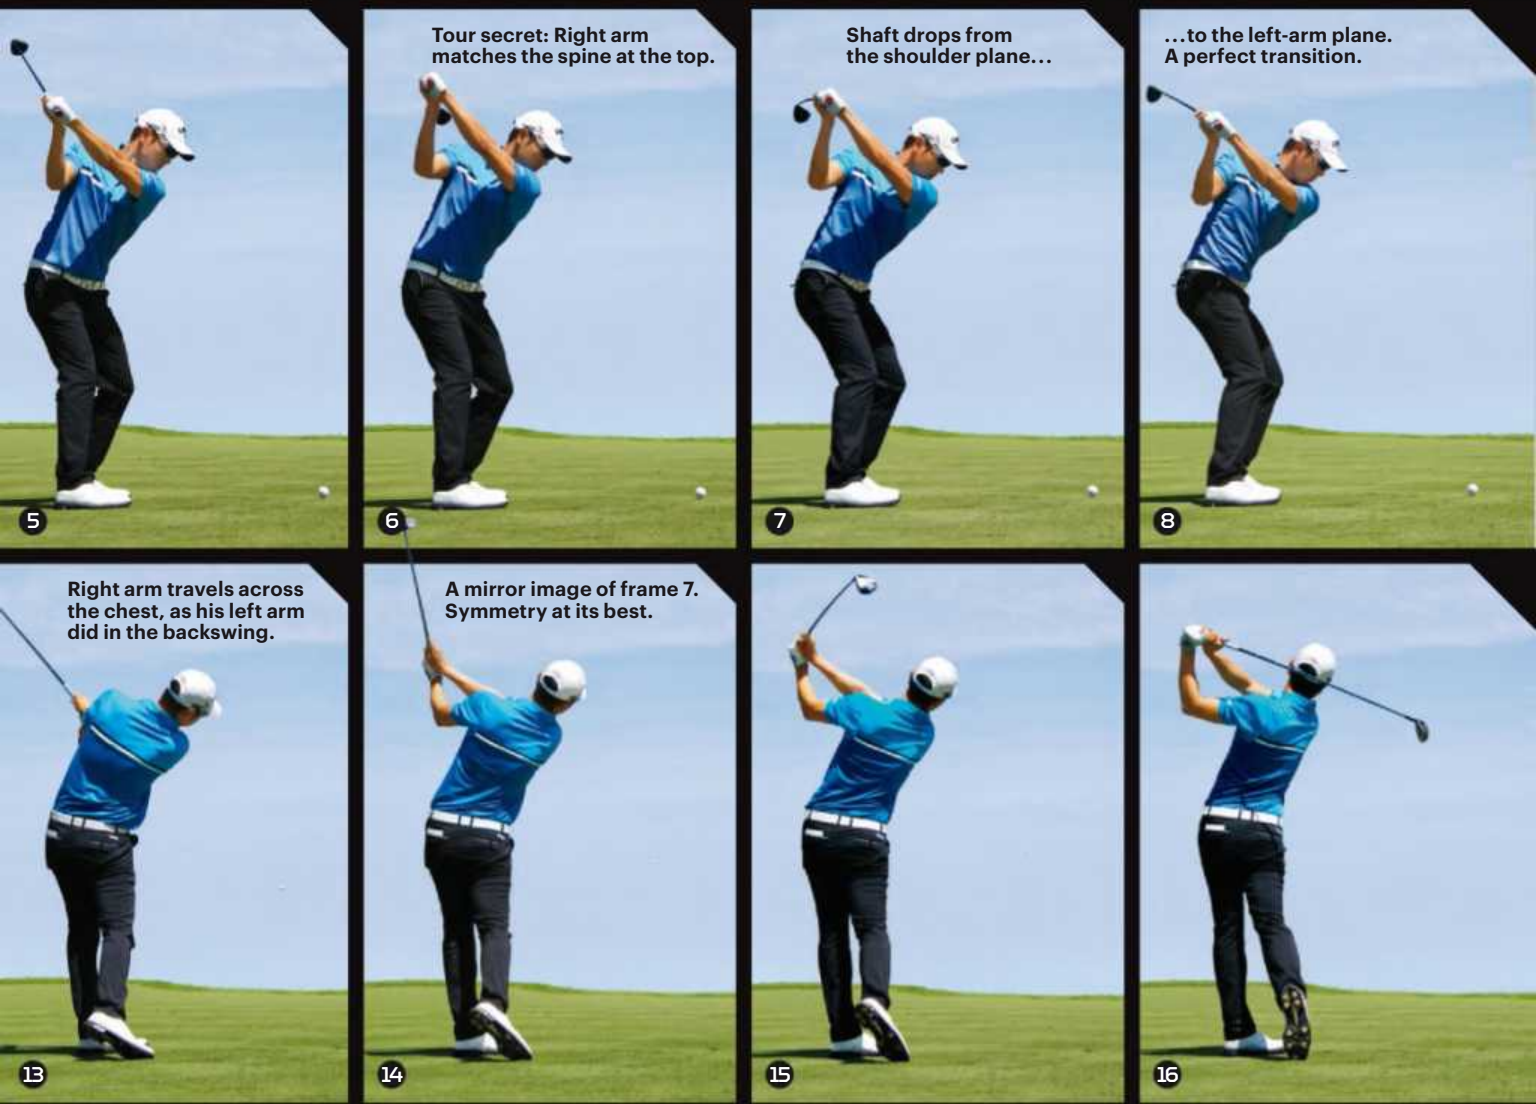 Tour secret: Right arm
matches the spine at the top.
Shaft drops from
the shoulder plane...
...to the left-arm plane.
A perfect transition.
5
6
7
8
Right arm travels across
the chest, as his left arm
did in the backswing.
A mirror image of frame 7.
Symmetry at its best.
13
14
15
16